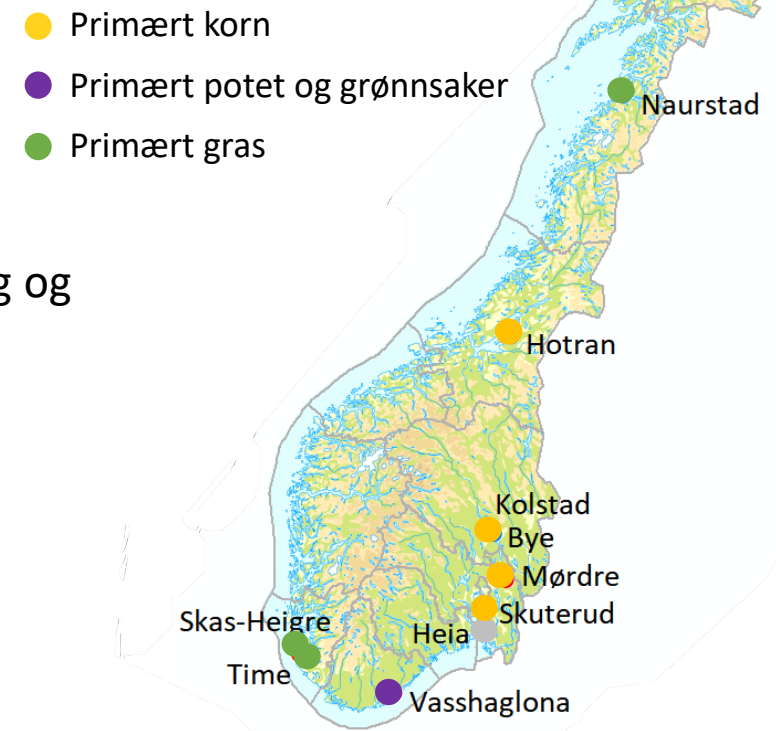 Primært korn
Primært potet og grønnsaker
Primært gras
g og
Naurstad
Hotran
Kolstad
Bye
Mørdre
Skuterud
Skas-Heigre
Heia
Time
Vasshaglona